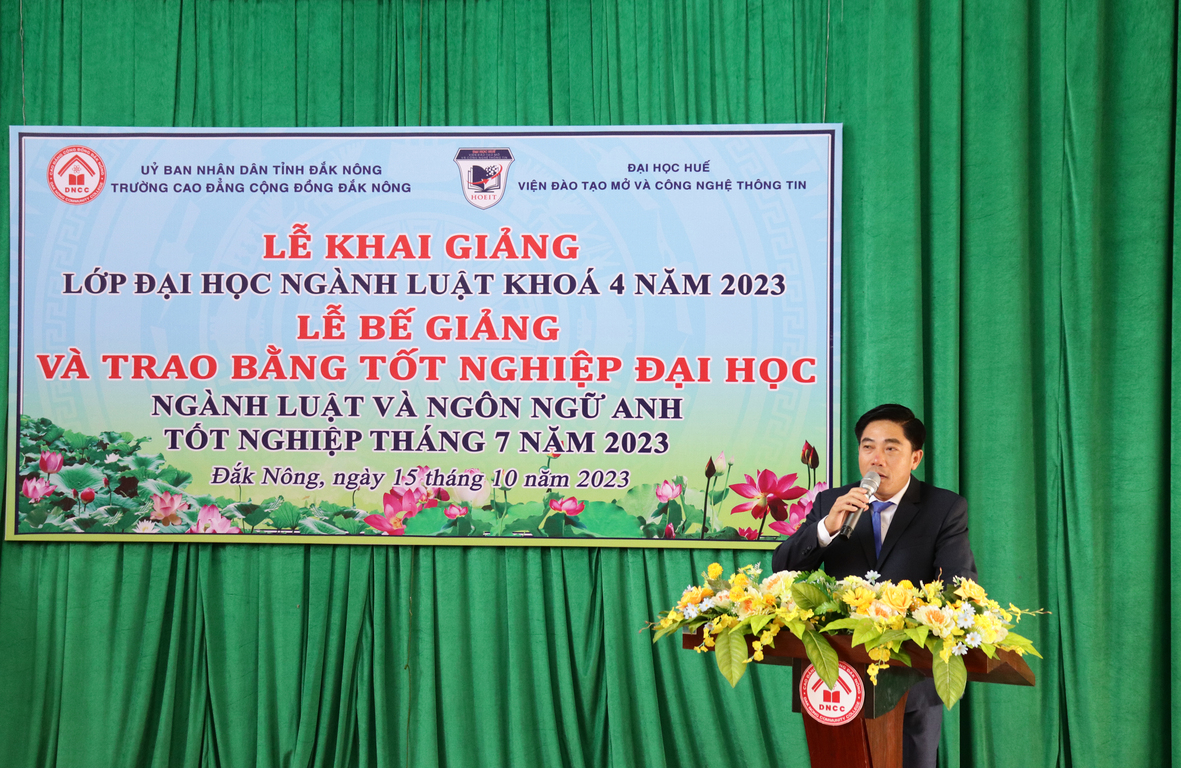 UỶ BAN NHÂN DÂN TỈNH ĐẮK NÔNG
TRƯỜNG CAO ĐẲNG CỘNG ĐỒNG ĐẮK NÔNG
DNCC
HOEIT
ĐẠI HỌC HUẾ
VIỆN ĐÀO TẠO MỞ VÀ CÔNG NGHỆ THÔNG TIN
LỄ KHAI GIẢNG
LỚP ĐẠI HỌC NGÀNH LUẬT KHOÁ 4 NĂM 2023
LỄ BẾ GIẢNG
VÀ TRAO BẰNG TỐT NGHIỆP ĐẠI HỌC
NGÀNH LUẬT VÀ NGÔN NGỮ ANH
TỐT NGHIỆP THÁNG 7 NĂM 2023
Đắk Nông, ngày 15 tháng 10 năm 2023
DNCC